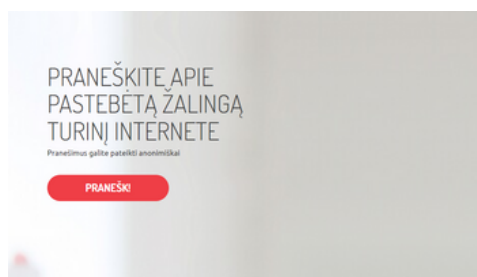 PRANEŠKITE APIE
PASTEBĖTĄ ŽALINGĄ
TURINĮ INTERNETE
Pranešimus galite pateikti anonimiškai
PRANEŠK!